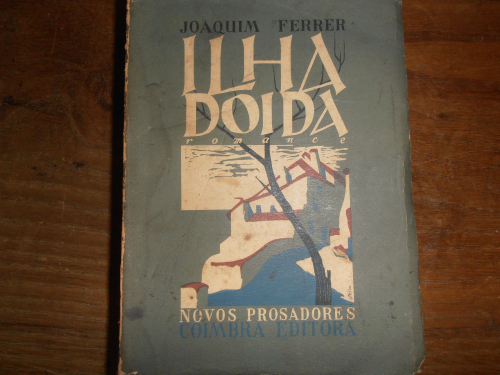 JOAQUIM FERRER
ILHA
DOIDA
romance
NOVOS PROSADORES
COIMBRA EDITORA